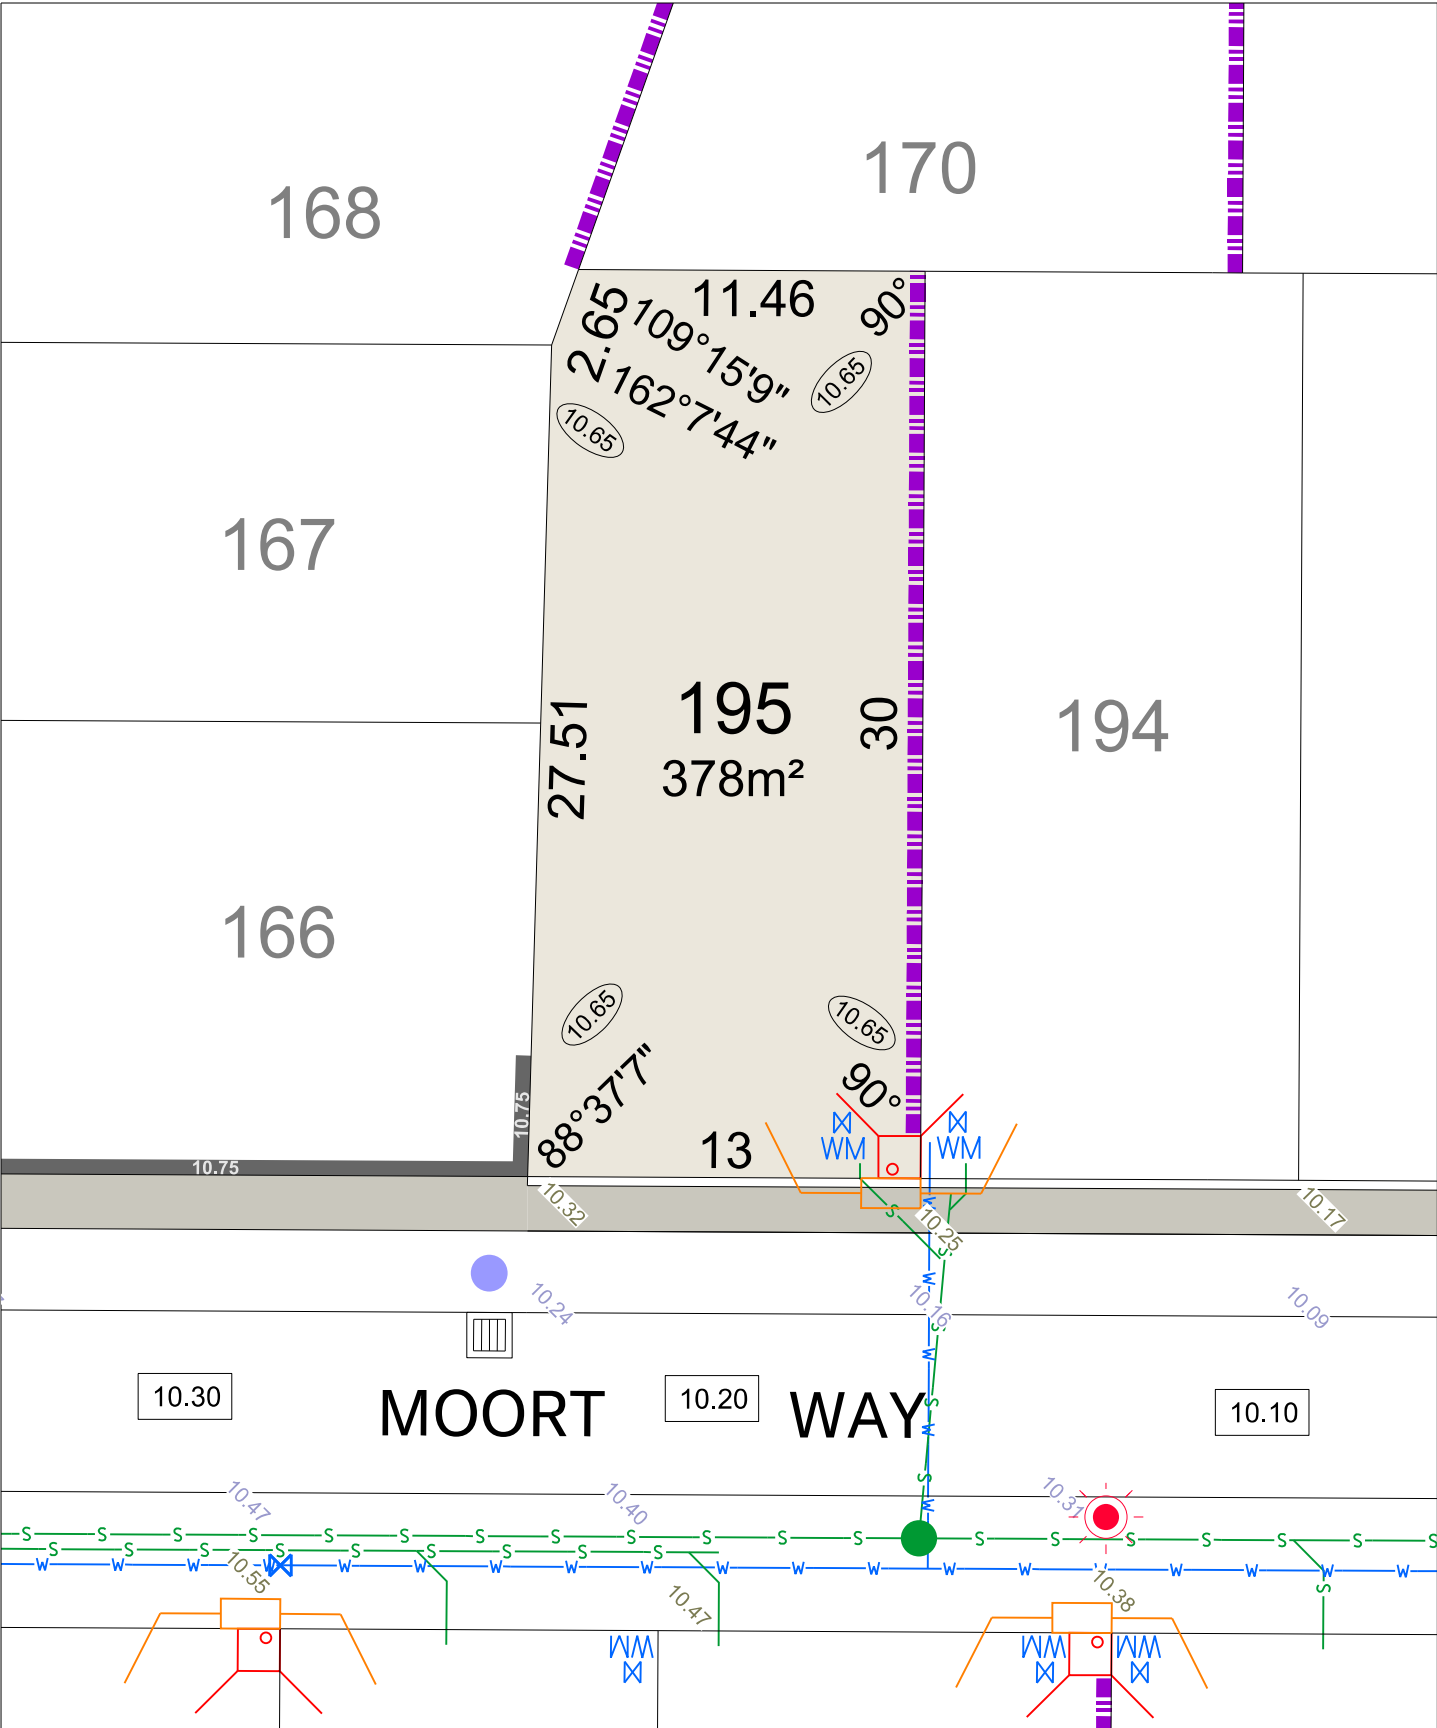 170
168
11.46
90°
2.65
109°15'9"
162°7'44"
10.65
10.65
167
195
378m²
30
27.51
194
166
10.65
10.65
88°37'7"
90°
13
10.75
10.75
WM
WM
10.32
10.25
10.17
S
W
S
W
10.24
10.16
10.09
S
W
10.30
MOORT WAY
10.20
10.10
S
W
S
W
10.47
10.40
10.31
S S S S S S S S S S S S S S S S S S
S S S S S S S S S
W W W W W W W W W W W W W W W W W W W
10.55
10.47
10.38
S
WM
WM
WM